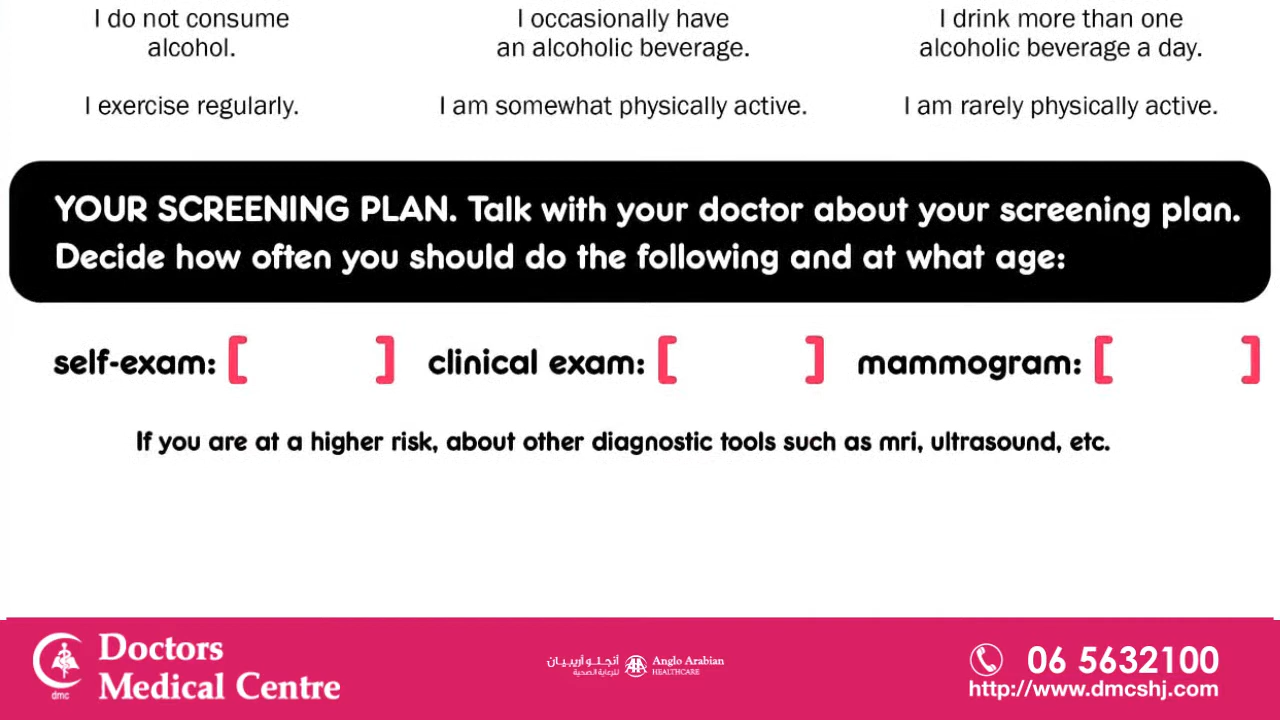 I do not consume
alcohol.
I occasionally have
an alcoholic beverage.
I drink more than one
alcoholic beverage a day.
I exercise regularly.
I am somewhat physically active.
I am rarely physically active.
YOUR SCREENING PLAN. Talk with your doctor about your screening plan.
Decide how often you should do the following and at what age:
self-exam: [ ] clinical exam: [ ] mammogram: [ ]
If you are at a higher risk, about other diagnostic tools such as mri, ultrasound, etc.
dmc
Doctors
Medical Centre
أنجلو أريبيان
للرعاية الصحية
Anglo Arabian
HEALTHCARE
06 5632100
http://www.dmcshj.com